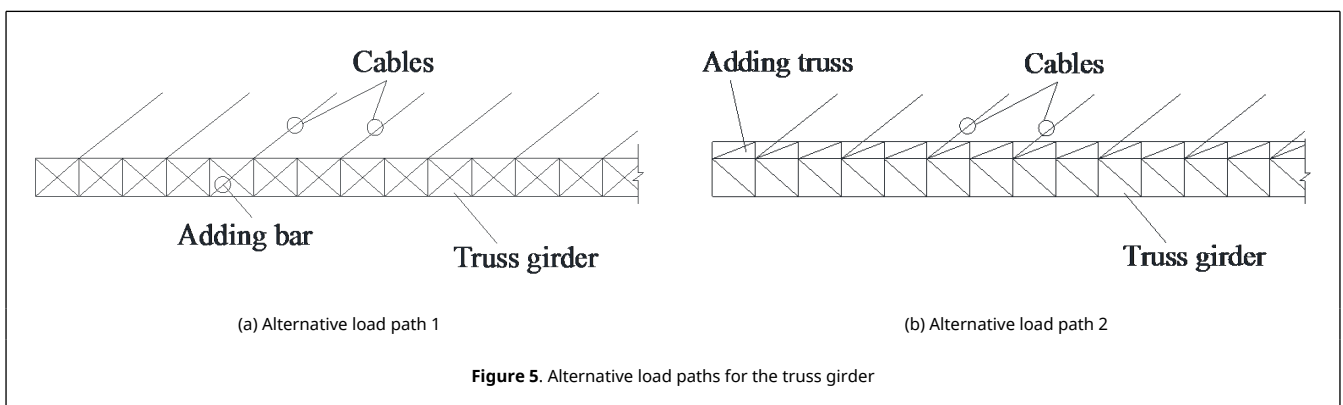 Cables
Adding bar
Truss girder
(a) Alternative load path 1
Adding truss
Cables
Truss girder
(b) Alternative load path 2
Figure 5. Alternative load paths for the truss girder